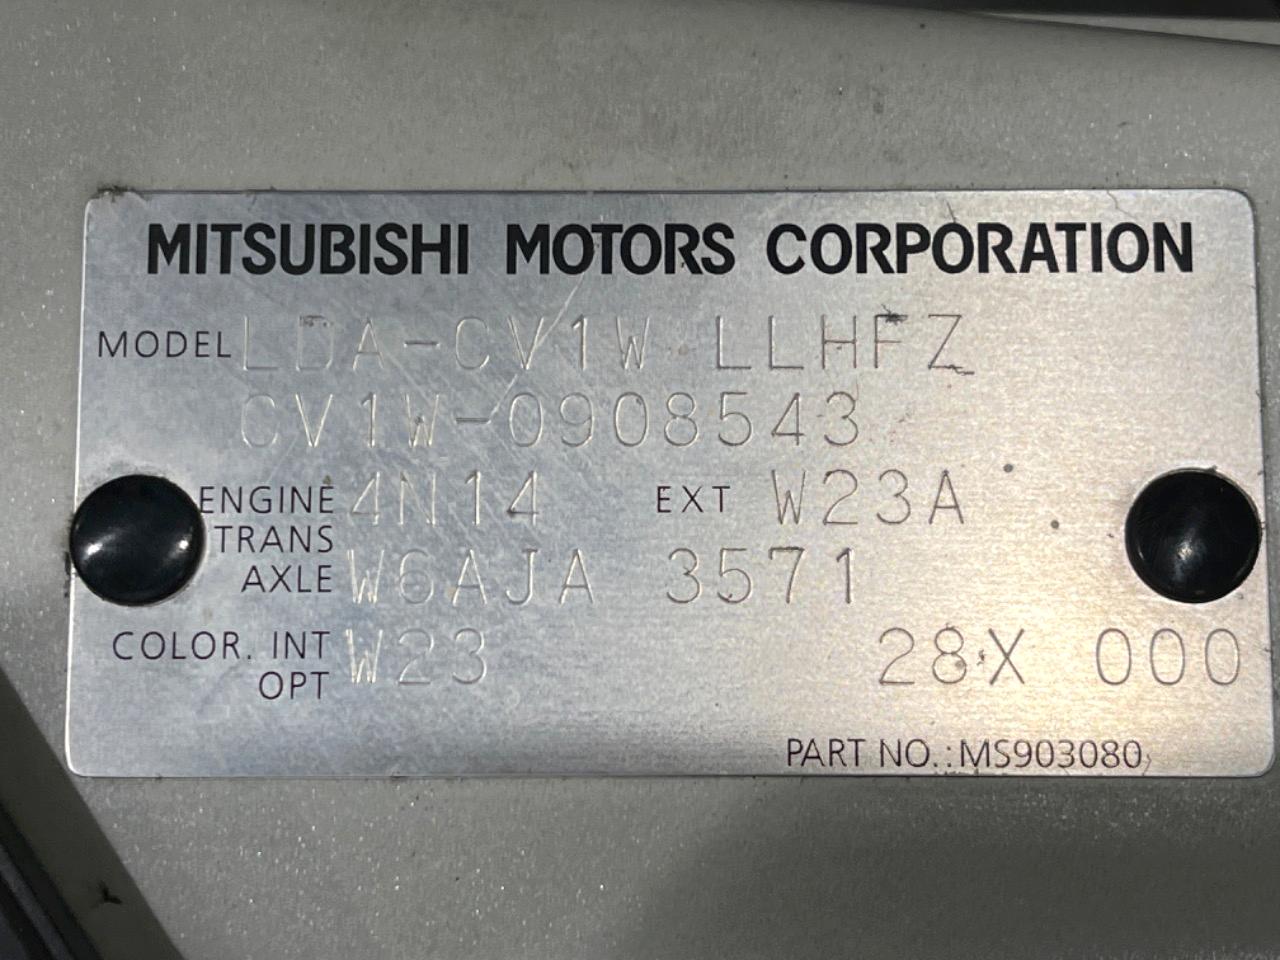 MITSUBISHI MOTORS CORPORATION
MODEL LDA-CV1W LLHFZ
CV1W-0908543
ENGINE 4N14 EXT W23A
TRANS
AXLE W6AJA 3571
COLOR. INT W23 28X 000
OPT
PART NO.: MS903080